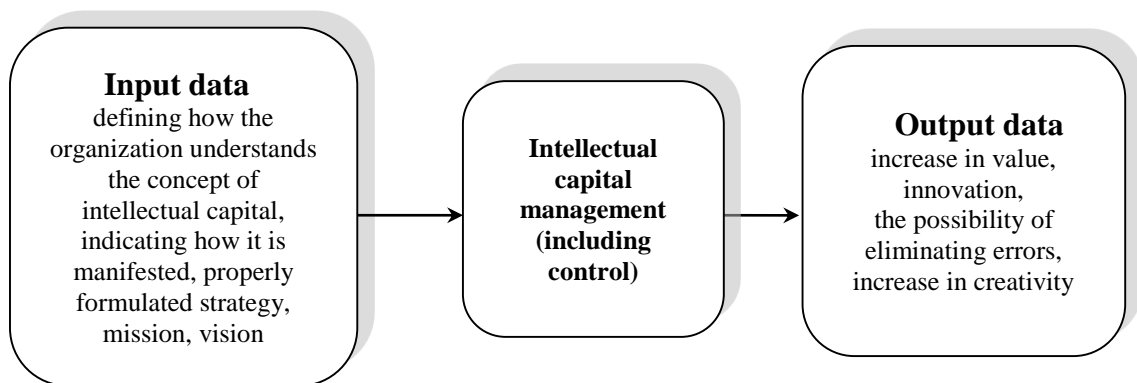 Input data
defining how the
organization understands
the concept of
intellectual capital,
indicating how it is
manifested, properly
formulated strategy,
mission, vision
Intellectual
capital
management
(including
control)
Output data
increase in value,
innovation,
the possibility of
eliminating errors,
increase in creativity